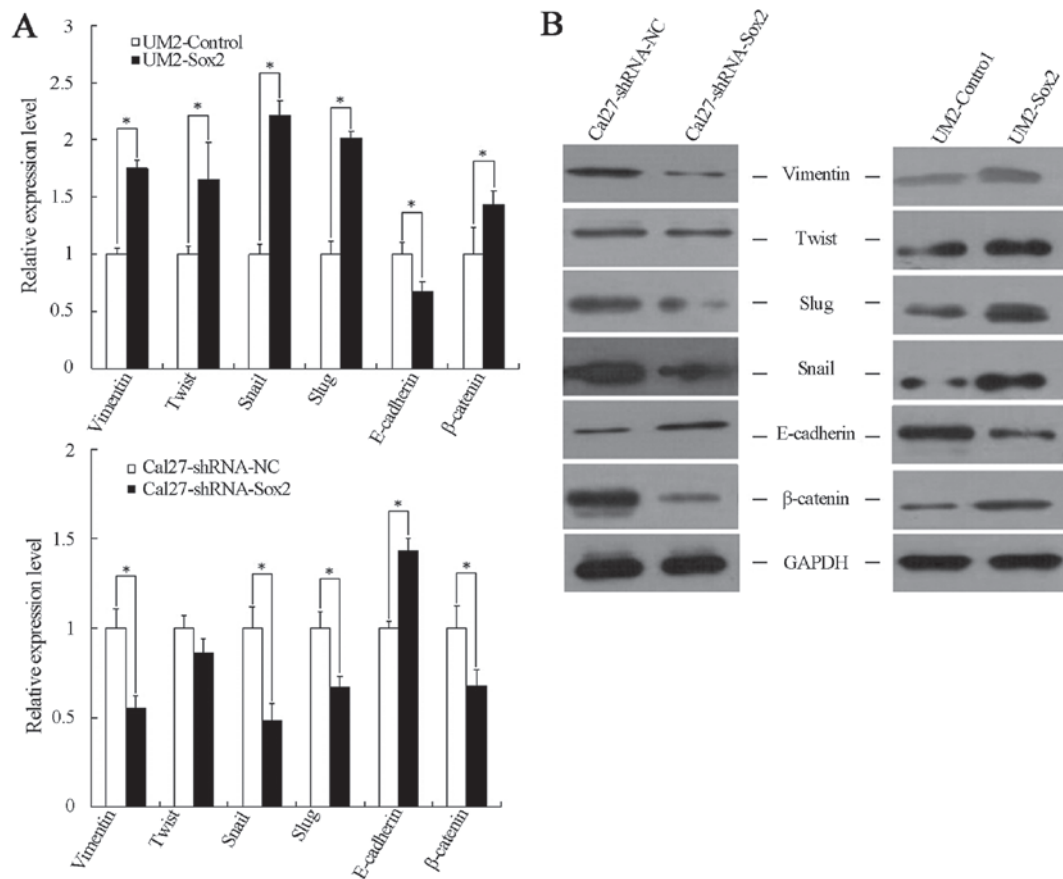 A
Relative expression level
3
2.5
2
1.5
1
0.5
0
UM2-Control
UM2-Sox2
*
*
*
*
*
*
Vimentin
Twist
Snail
Slug
E-cadherin
β-catenin
Relative expression level
2
1.5
1
0.5
0
Cal27-shRNA-NC
Cal27-shRNA-Sox2
*
*
*
*
*
Vimentin
Twist
Snail
Slug
E-cadherin
β-catenin
B
Cal27-shRNA-NC
Cal27-shRNA-Sox2
UM2-Control
UM2-Sox2
Vimentin
Twist
Slug
Snail
E-cadherin
β-catenin
GAPDH